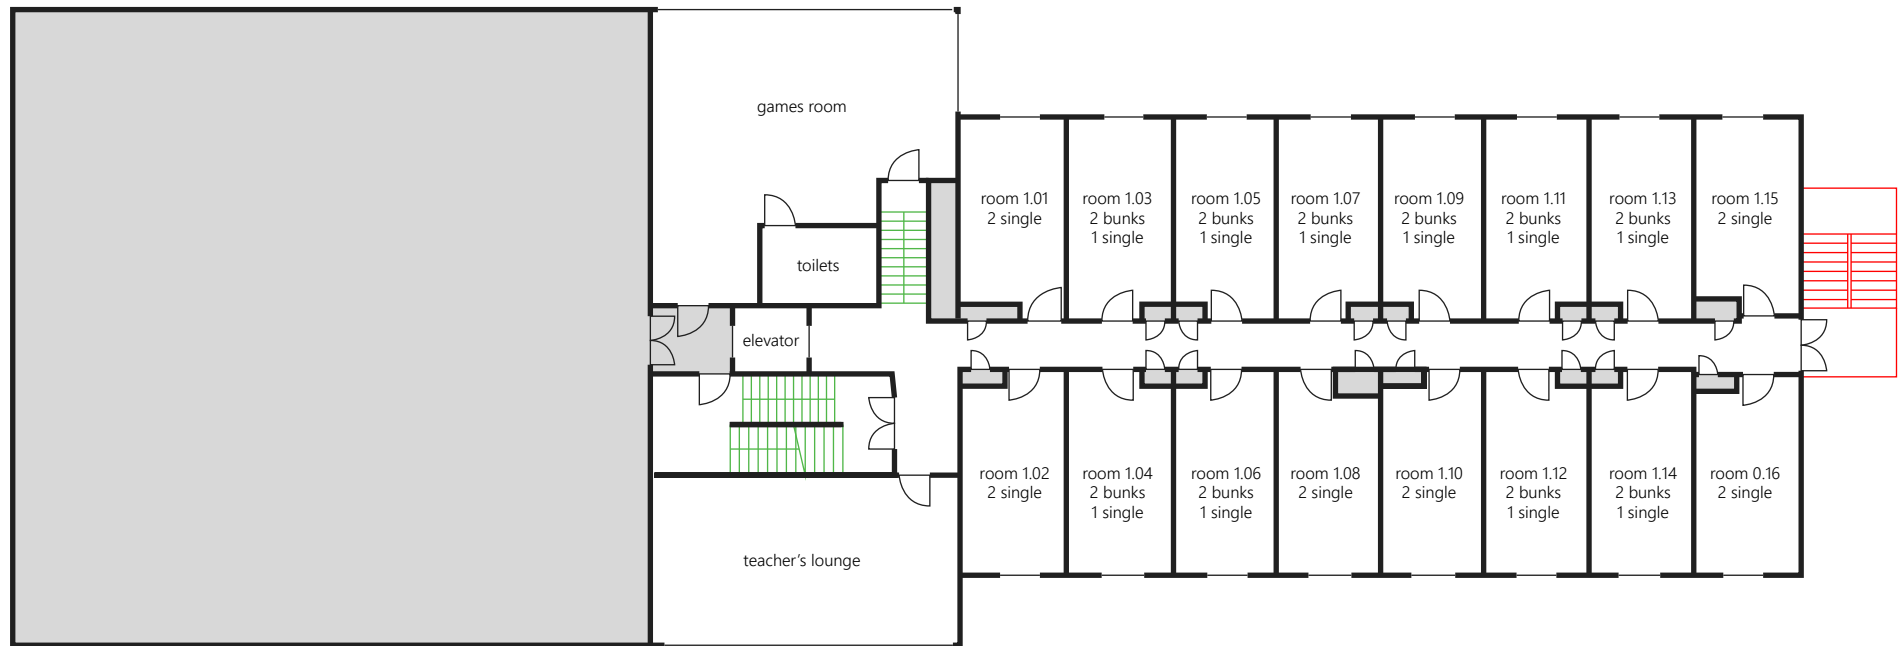 games room
toilets
elevator
teacher's lounge
room 1.01
2 single
room 1.03
2 bunks
1 single
room 1.05
2 bunks
1 single
room 1.07
2 bunks
1 single
room 1.09
2 bunks
1 single
room 1.11
2 bunks
1 single
room 1.13
2 bunks
1 single
room 1.15
2 single
room 1.02
2 single
room 1.04
2 bunks
1 single
room 1.06
2 bunks
1 single
room 1.08
2 single
room 1.10
2 single
room 1.12
2 bunks
1 single
room 1.14
2 bunks
1 single
room 0.16
2 single